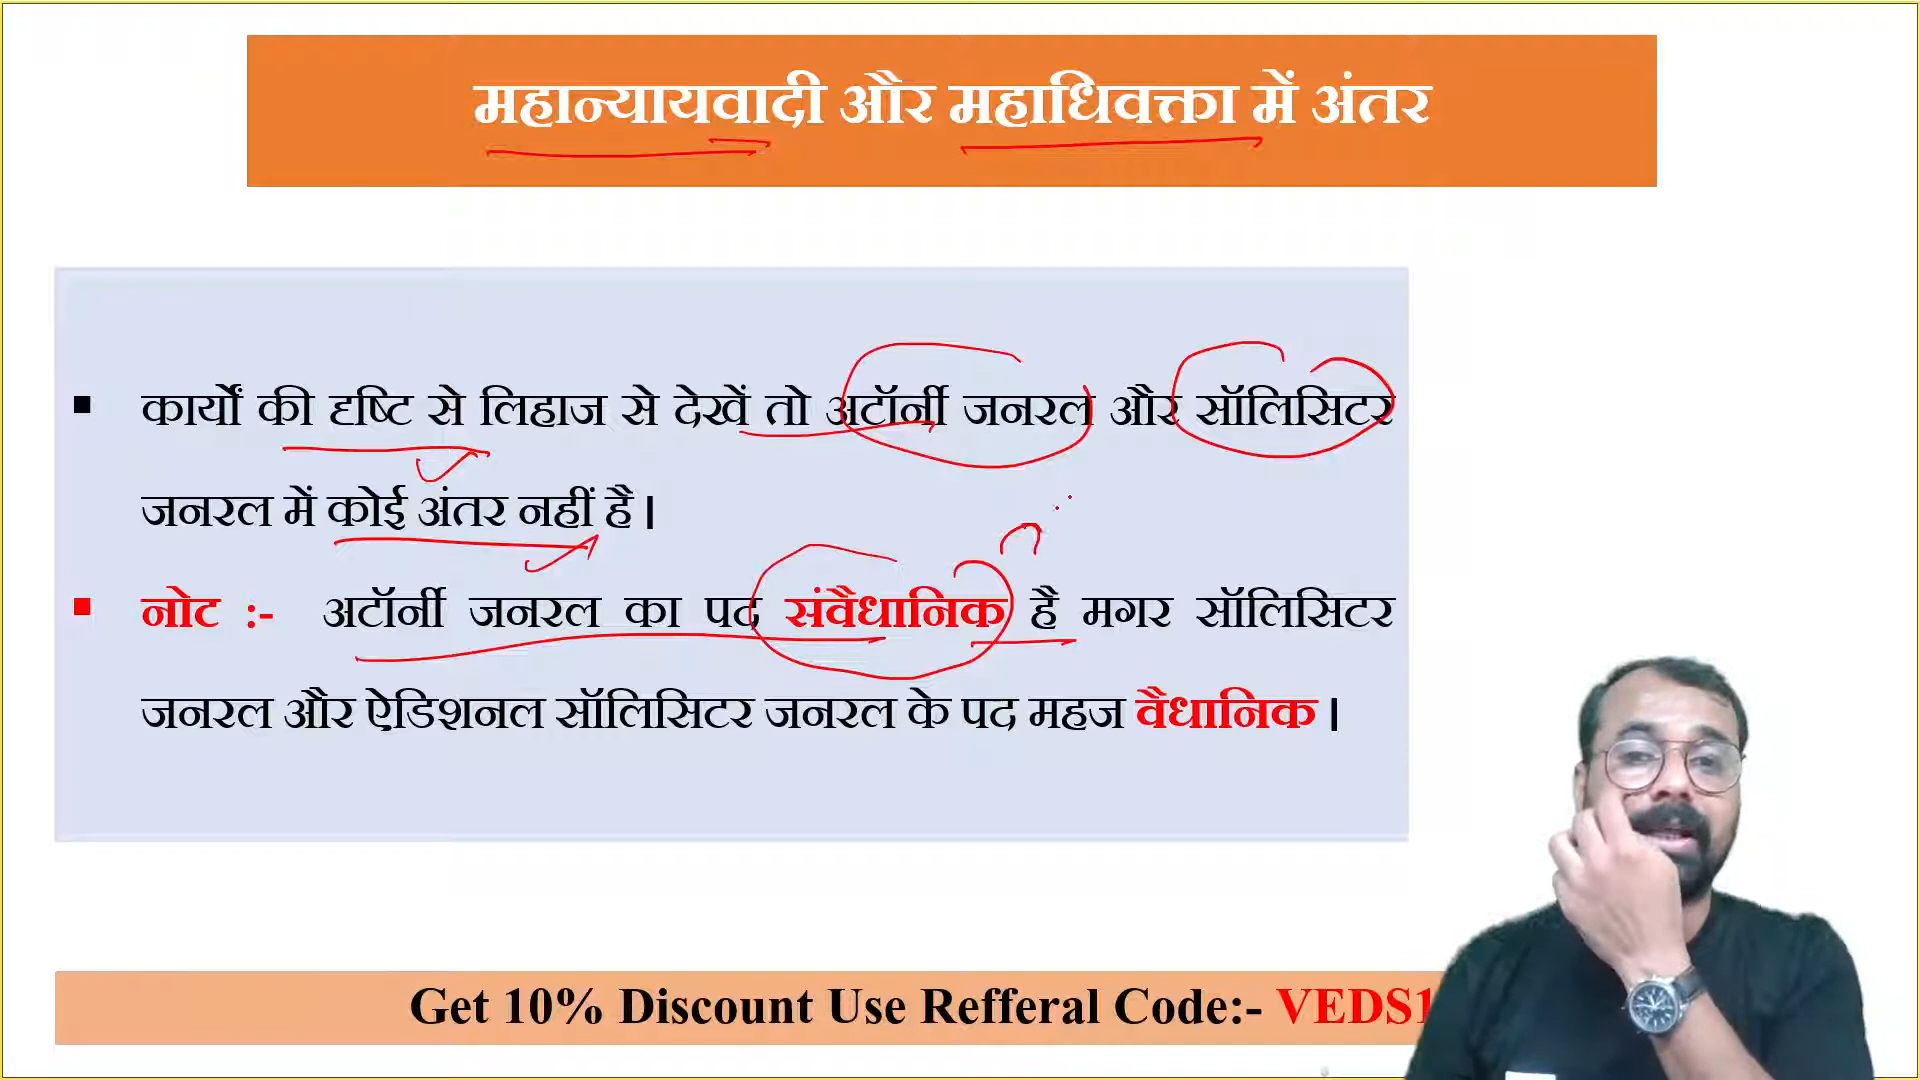 महान्यायवादी और महाधिवक्ता में अंतर
▪ कार्यों की दृष्टि से लिहाज से देखें तो अटॉर्नी जनरल और सॉलिसिटर
जनरल में कोई अंतर नहीं है।
▪ नोट :- अटॉर्नी जनरल का पद संवैधानिक है मगर सॉलिसिटर
जनरल और ऐडिशनल सॉलिसिटर जनरल के पद महज वैधानिक।
Get 10% Discount Use Refferal Code:- VEDS1